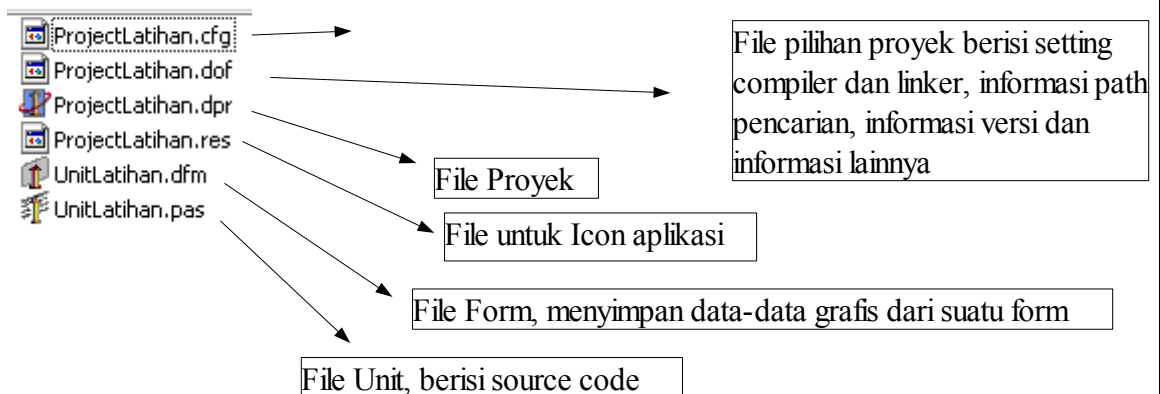 ProjectLatihan.cfg
ProjectLatihan.dof
ProjectLatihan.dpr
ProjectLatihan.res
UnitLatihan.dfm
UnitLatihan.pas
File pilihan proyek berisi setting
compiler dan linker, informasi path
pencarian, informasi versi dan
informasi lainnya
File Proyek
File untuk Icon aplikasi
File Form, menyimpan data-data grafis dari suatu form
File Unit, berisi source code